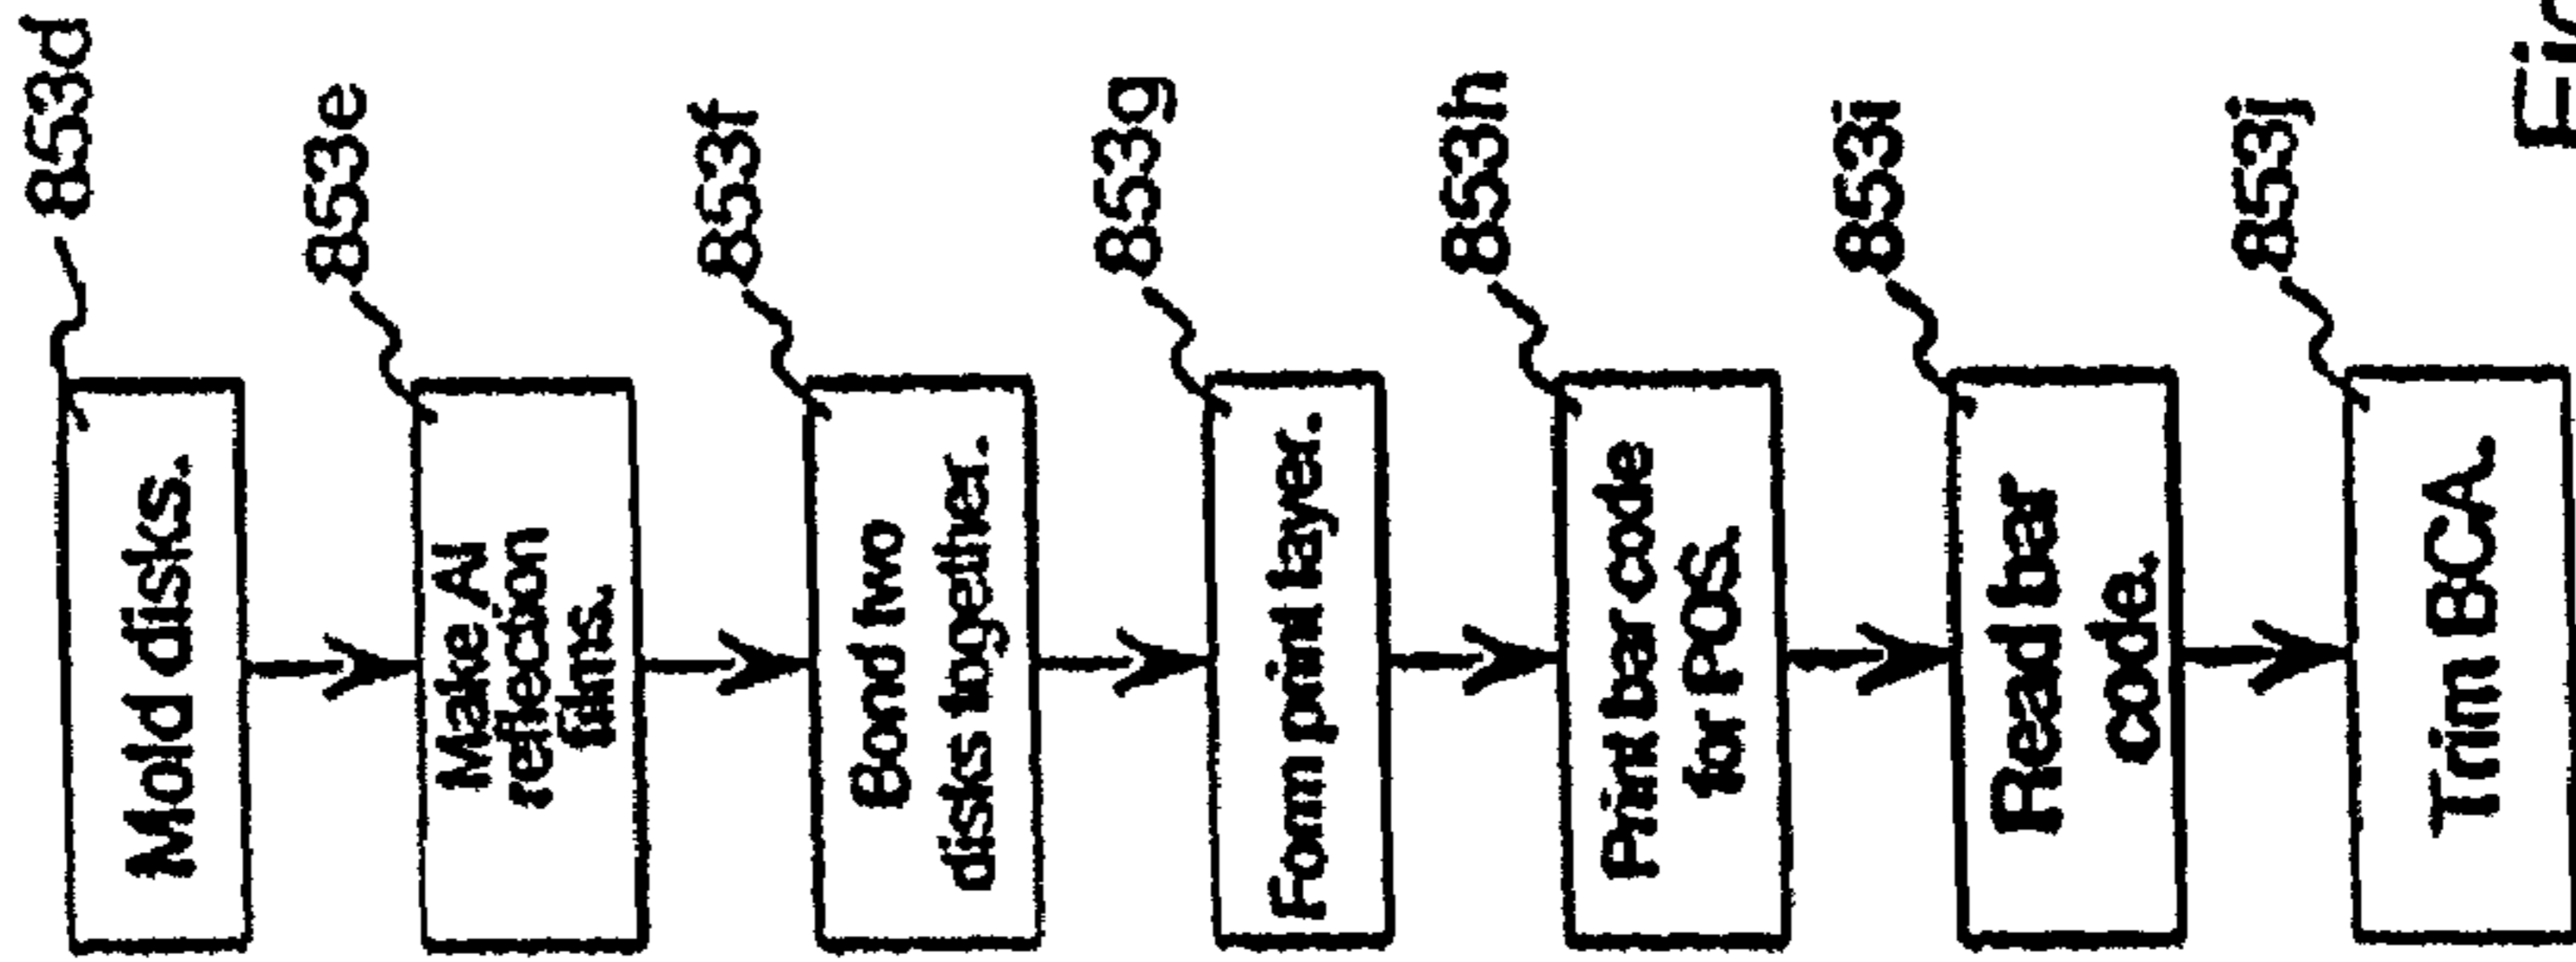 853d
Mold disks.
853e
Make Al
reflection
films.
853f
Bond two
disks together.
853g
Form print layer.
853h
Print bar code
for POS.
853i
Read bar
code.
853j
Trim BCA.